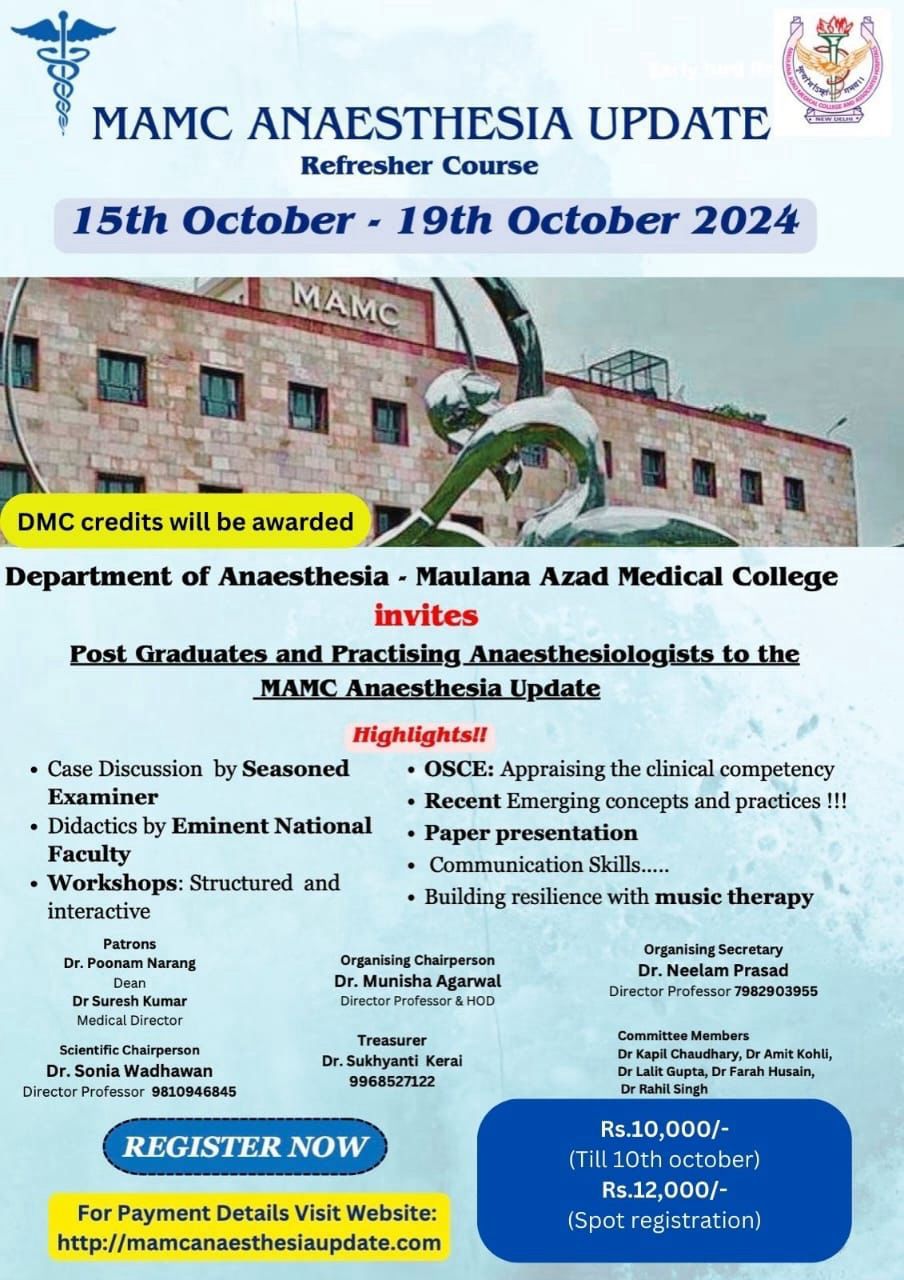 MAMC ANAESTHESIA UPDATE
Refresher Course
15th October - 19th October 2024
NEW DELHI
MAMC
DMC credits will be awarded
Department of Anaesthesia - Maulana Azad Medical College
invites
Post Graduates and Practising Anaesthesiologists to the
MAMC Anaesthesia Update
Highlights!!
• Case Discussion by Seasoned
Examiner
• Didactics by Eminent National
Faculty
• Workshops: Structured and
interactive
• OSCE: Appraising the clinical competency
• Recent Emerging concepts and practices !!!
• Paper presentation
• Communication Skills.....
• Building resilience with music therapy
Patrons
Dr. Poonam Narang
Dean
Dr Suresh Kumar
Medical Director
Organising Chairperson
Dr. Munisha Agarwal
Director Professor & HOD
Organising Secretary
Dr. Neelam Prasad
Director Professor 7982903955
Scientific Chairperson
Dr. Sonia Wadhawan
Director Professor 9810946845
Treasurer
Dr. Sukhyanti Kerai
9968527122
Committee Members
Dr Kapil Chaudhary, Dr Amit Kohli,
Dr Lalit Gupta, Dr Farah Husain,
Dr Rahil Singh
REGISTER NOW
For Payment Details Visit Website:
http://mamcanaesthesiaupdate.com
Rs.10,000/-
(Till 10th october)
Rs.12,000/-
(Spot registration)